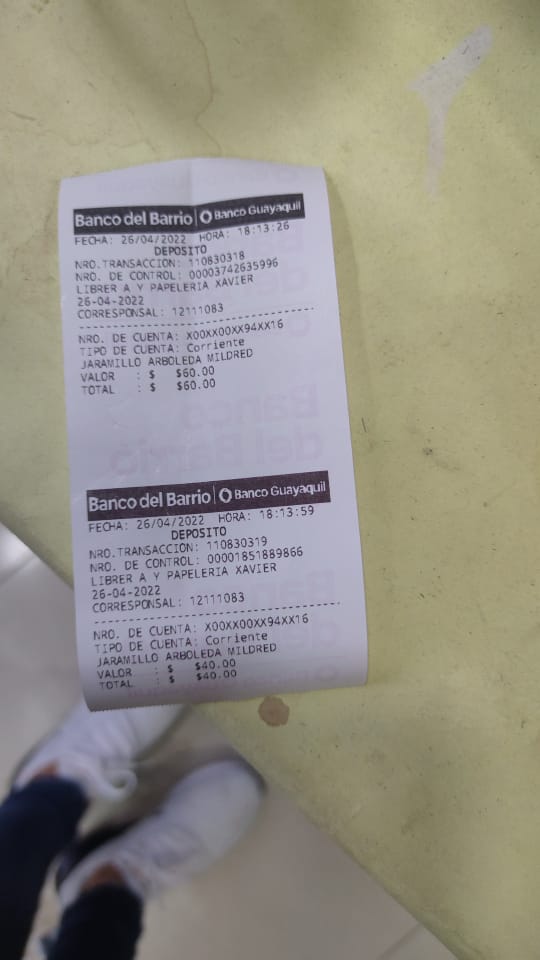 Banco del Barrio | Banco Guayaquil
FECHA: 26/04/2022 HORA: 18:13:26
DEPOSITO
NRO.TRANSACCION: 110830318
NRO. DE CONTROL: 00003742635996
LIBRER A Y PAPELERIA XAVIER
26-04-2022
CORRESPONSAL: 12111083
NRO. DE CUENTA: X00XX00XX94XX16
TIPO DE CUENTA: Corriente
JARAMILLO ARBOLEDA MILDRED
VALOR : $ $60.00
TOTAL : $ $60.00
Banco del Barrio | Banco Guayaquil
FECHA: 26/04/2022 HORA: 18:13:59
DEPOSITO
NRO.TRANSACCION: 110830319
NRO. DE CONTROL: 00001851889866
LIBRER A Y PAPELERIA XAVIER
26-04-2022
CORRESPONSAL: 12111083
NRO. DE CUENTA: X00XX00XX94XX16
TIPO DE CUENTA: Corriente
JARAMILLO ARBOLEDA MILDRED
VALOR : $ $40.00
TOTAL : $ $40.00